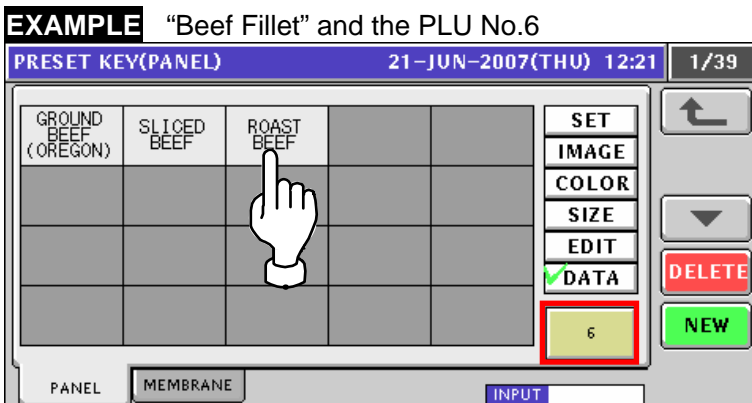 EXAMPLE “Beef Fillet” and the PLU No.6
PRESET KEY(PANEL) 21-JUN-2007(THU) 12:21 1/39
GROUND
BEEF
(OREGON)
SLICED
BEEF
ROAST
BEEF
SET
IMAGE
COLOR
SIZE
EDIT
DATA
6
DELETE
NEW
PANEL
MEMBRANE
INPUT